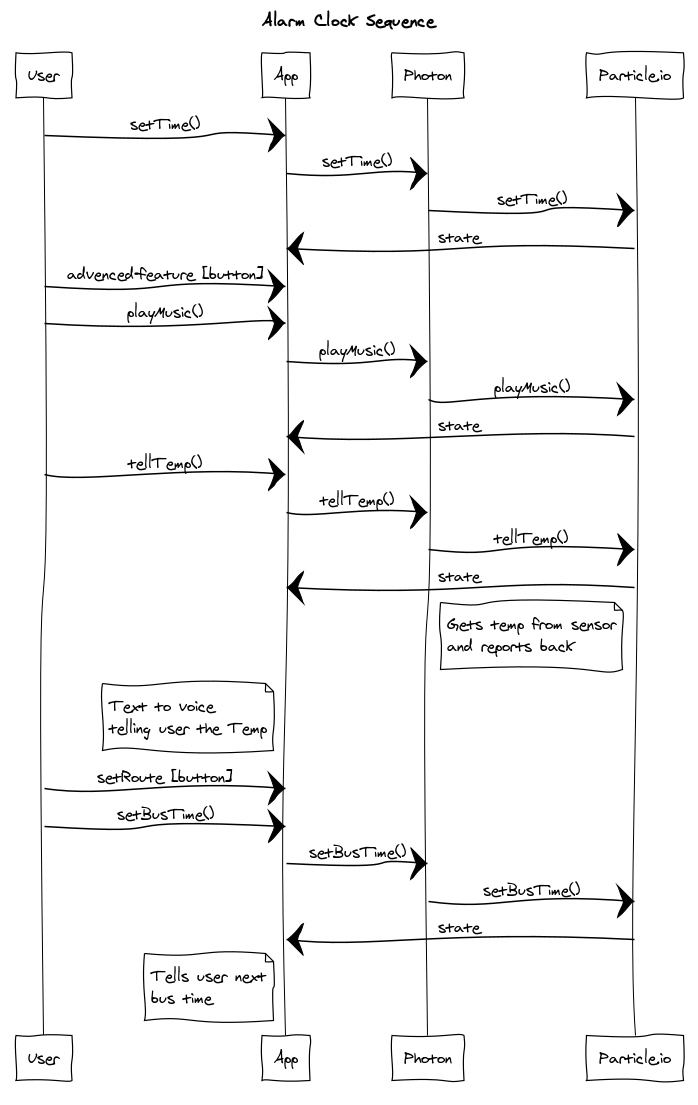 Alarm Clock Sequence
User App Photon Particle.io
setTime()
setTime()
setTime()
state
advenced-feature [button]
playMusic()
playMusic()
playMusic()
state
tellTemp()
tellTemp()
tellTemp()
state
Gets temp from sensor
and reports back
Text to voice
telling user the Temp
setRoute [button]
setBusTime()
setBusTime()
setBusTime()
state
Tells user next
bus time
User App Photon Particle.io